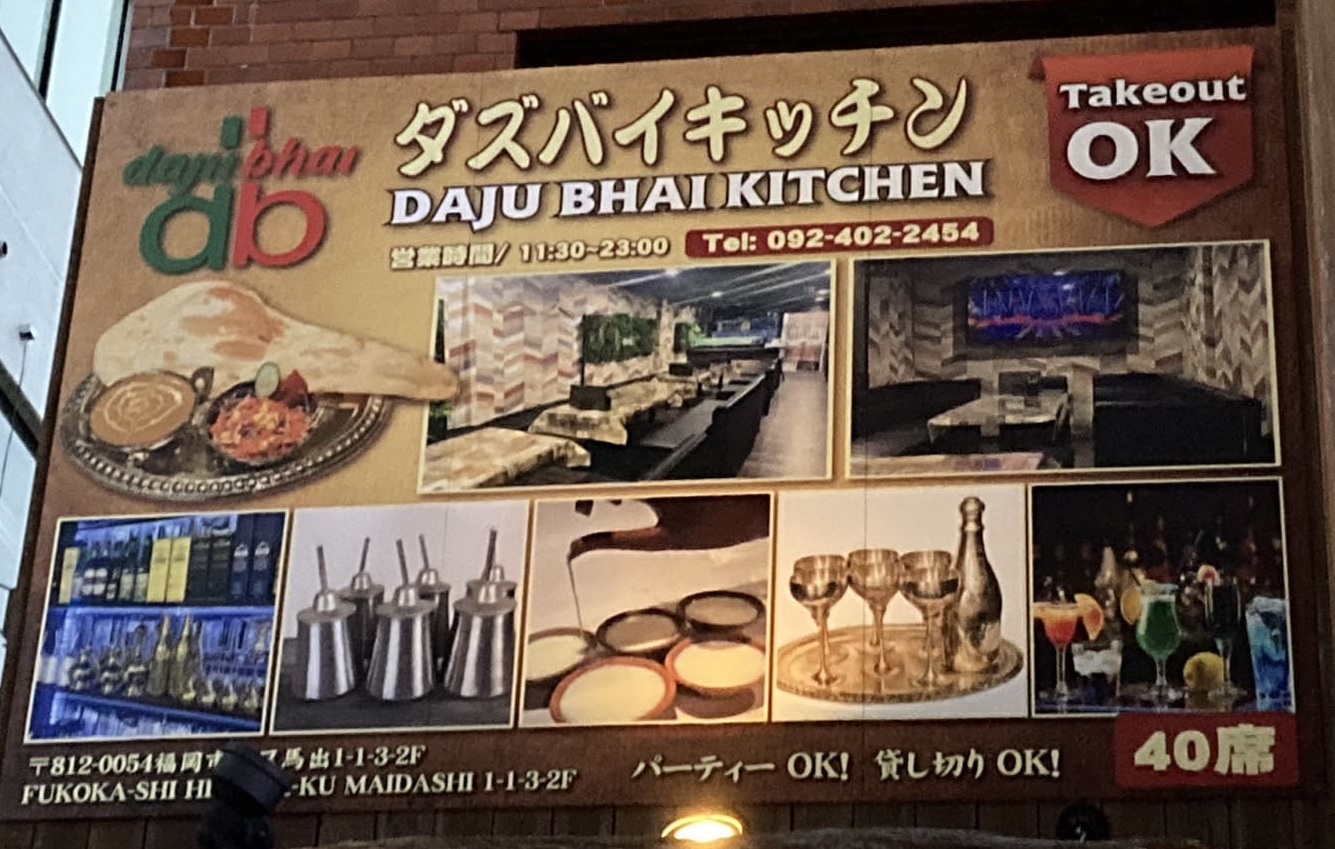 daju bhai
db
ダズバイキッチン
DAJU BHAI KITCHEN
Takeout
OK
営業時間/ 11:30~23:00
Tel: 092-402-2454
〒812-0054福岡市 馬出1-1-3-2F
FUKOKA-SHI HI -KU MAIDASHI 1-1-3-2F
パーティー OK! 貸し切り OK!
40席